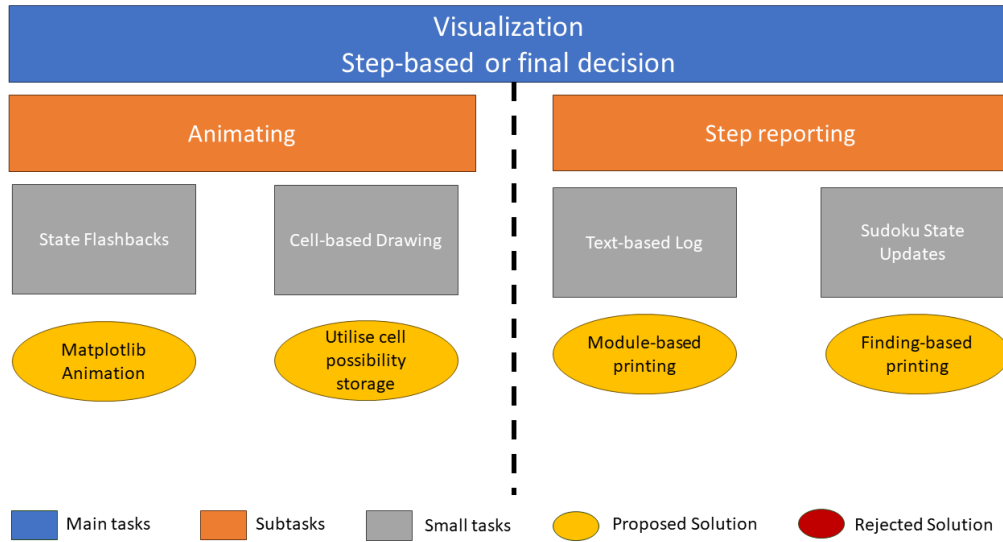 Visualization
Step-based or final decision
Animating
Step reporting
State Flashbacks
Cell-based Drawing
Text-based Log
Sudoku State
Updates
Matplotlib
Animation
Utilise cell
possibility
storage
Module-based
printing
Finding-based
printing
Main tasks
Subtasks
Small tasks
Proposed Solution
Rejected Solution